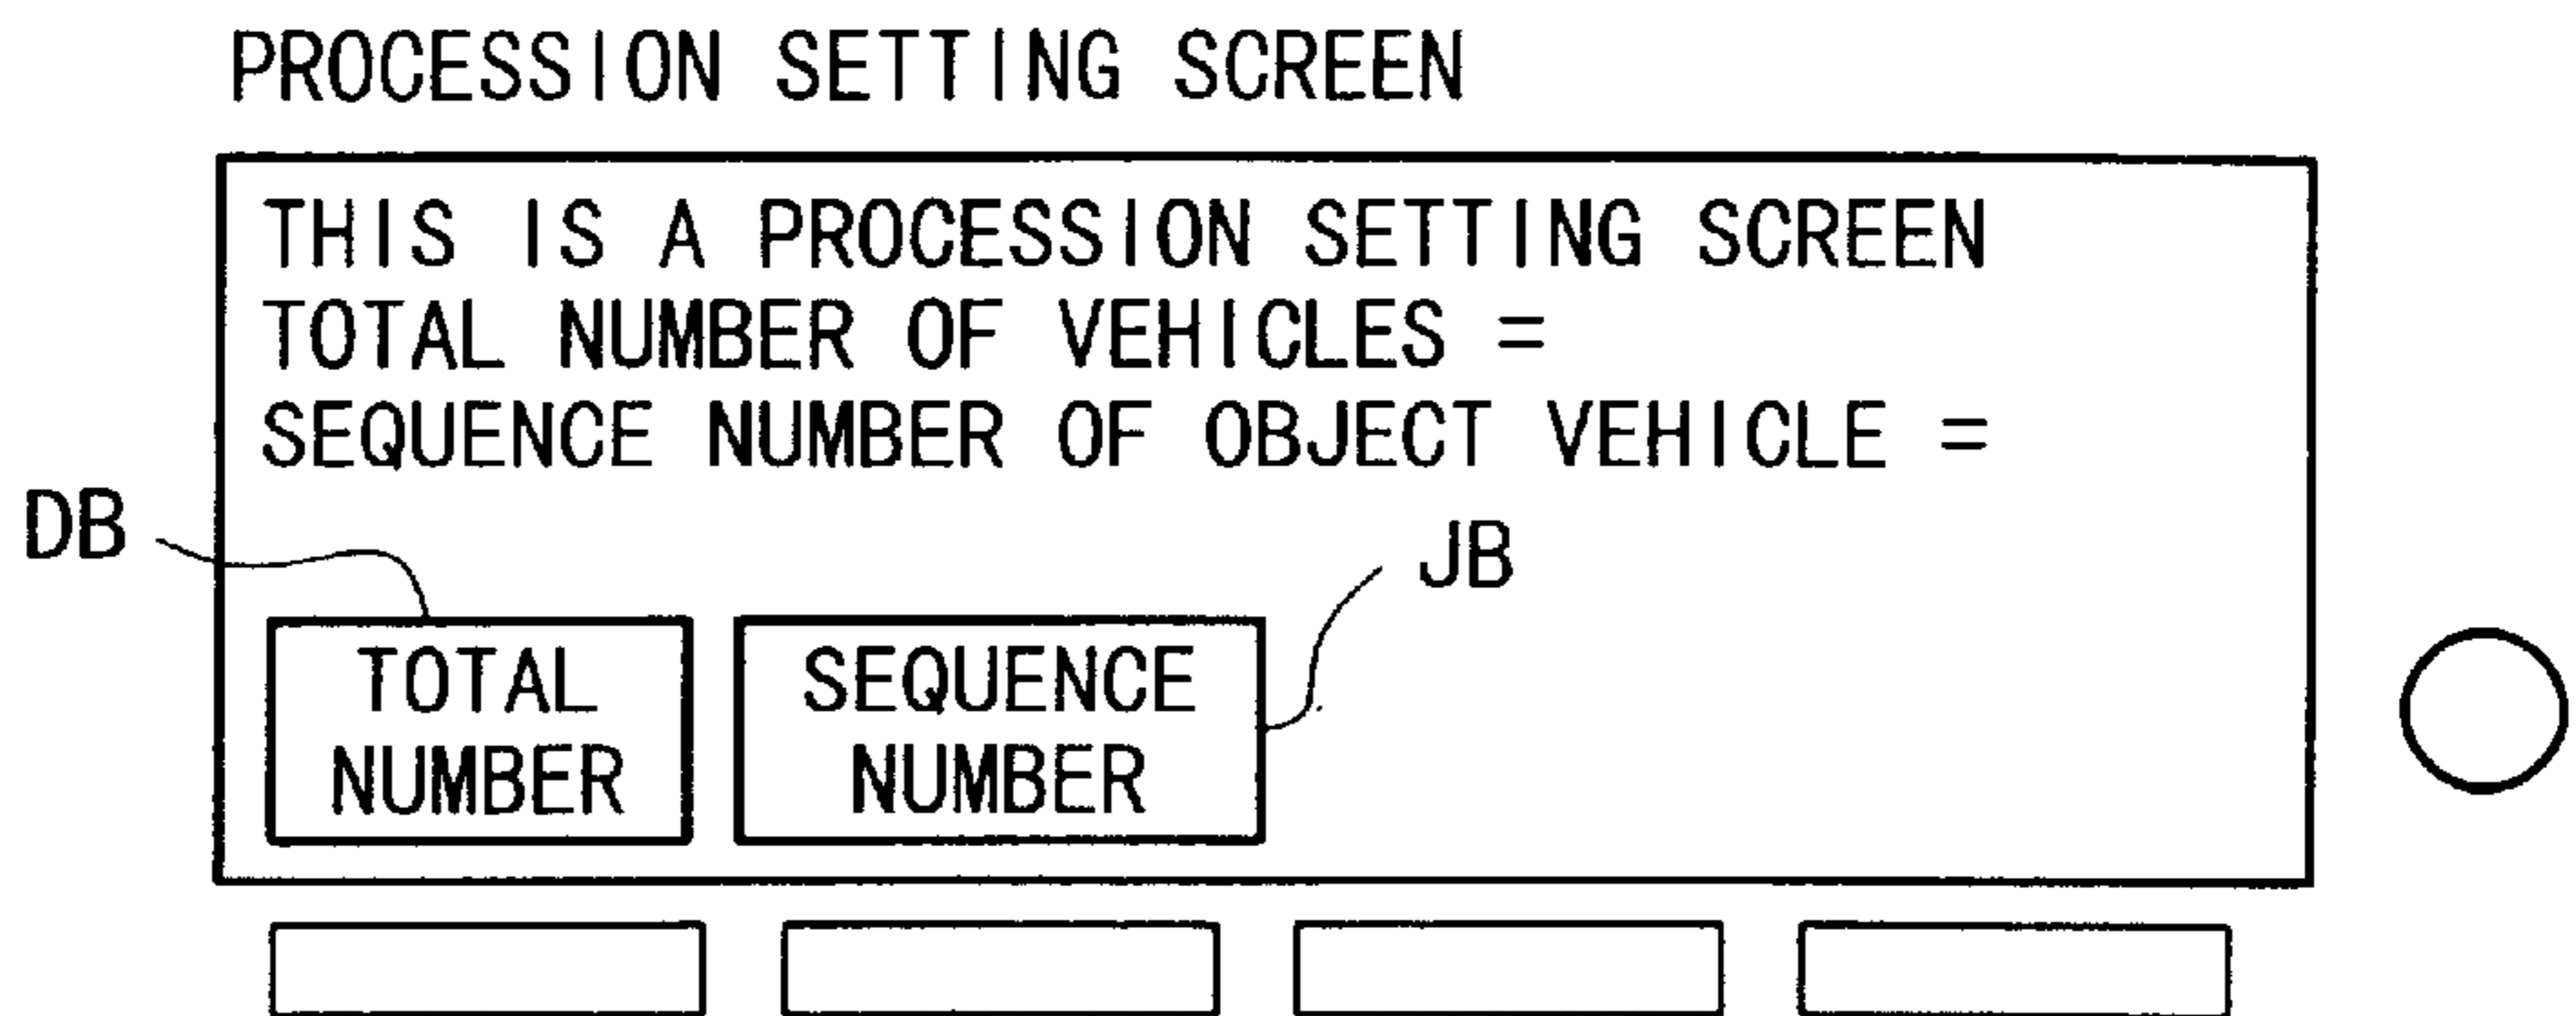 PROCESSION SETTING SCREEN
THIS IS A PROCESSION SETTING SCREEN
TOTAL NUMBER OF VEHICLES =
SEQUENCE NUMBER OF OBJECT VEHICLE =
DB
JB
TOTAL
NUMBER
SEQUENCE
NUMBER